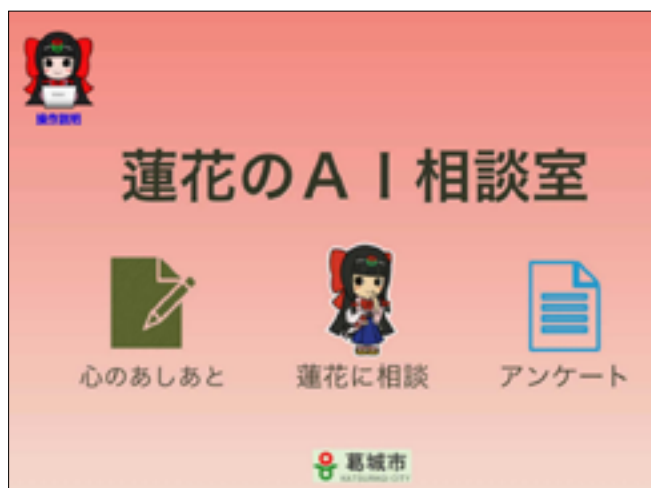 操作説明
蓮花のＡＩ相談室
心のあしあと
蓮花に相談
アンケート
葛城市
KATSURAGI CITY